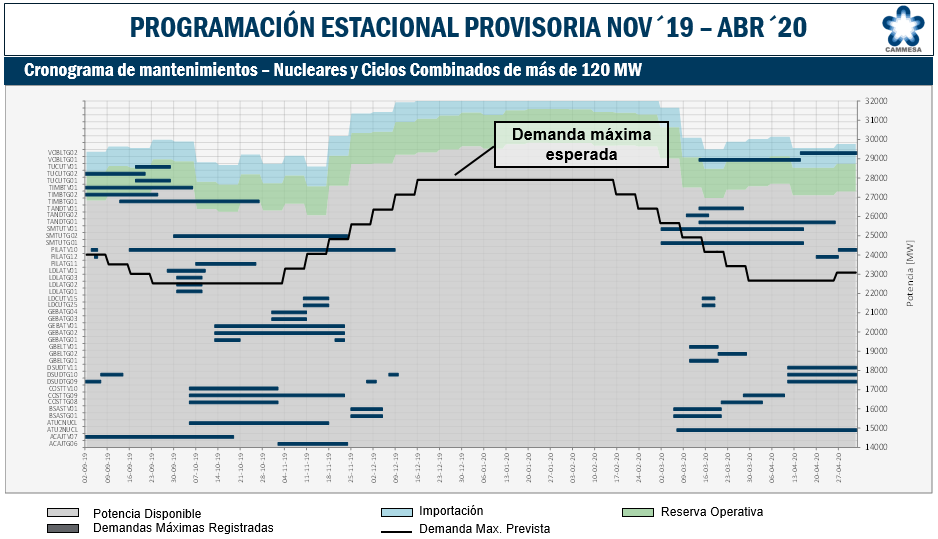 PROGRAMACIÓN ESTACIONAL PROVISORIA NOV´19 – ABR´20
CAMMESA
Cronograma de mantenimientos – Nucleares y Ciclos Combinados de más de 120 MW
Demanda máxima
esperada
32000
31000
30000
29000
28000
27000
26000
25000
24000
23000
22000
21000
20000
19000
18000
17000
16000
15000
14000
Potencia [MW]
VOBLTG02
VOBLTG01
TUCUTV01
TUCUTG02
TUCUTG01
TIMBTV01
TIMBTG02
TIMBTG01
TANDTV01
TANDTG02
TANDTG01
SMTUTV01
SMTUTG02
SMTUTG01
PILATV10
PILATG12
PILATG11
LDLATV01
LDLATG03
LDLATG02
LDLATG01
LDCUTV15
LDCUTG25
GEBATG04
GEBATG03
GEBATV01
GEBATG02
GEBATG01
GBELTV01
GBELTG02
GBELTG01
DSUDTV11
DSUDTG10
DSUDTG09
COSTTV10
COSTTG09
COSTTG08
BSASTV01
BSASTG01
ATUCNUCL
ATU2NUCL
ACAJTV07
ACAJTG06
02-09-19
09-09-19
16-09-19
23-09-19
30-09-19
07-10-19
14-10-19
21-10-19
28-10-19
04-11-19
11-11-19
18-11-19
25-11-19
02-12-19
09-12-19
16-12-19
23-12-19
30-12-19
06-01-20
13-01-20
20-01-20
27-01-20
03-02-20
10-02-20
17-02-20
24-02-20
02-03-20
09-03-20
16-03-20
23-03-20
30-03-20
06-04-20
13-04-20
20-04-20
27-04-20
Potencia Disponible
Importación
Reserva Operativa
Demandas Máximas Registradas
Demanda Max. Prevista